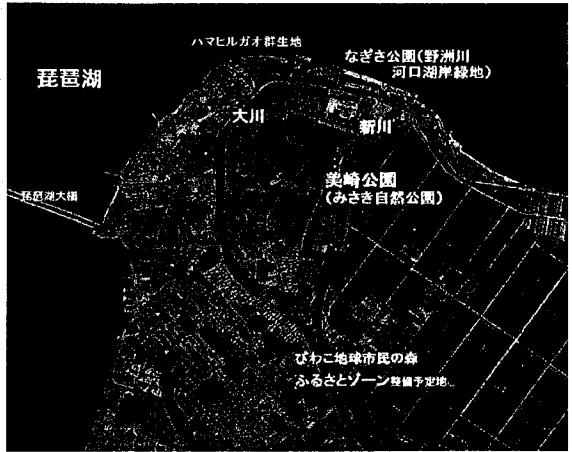 ハマヒルガオ群生地
なぎさ公園(野洲川
河口湖岸緑地)
琵琶湖
大川
新川
美崎公園
(みさき自然公園)
琵琶湖大橋
びわこ地球市民の森
ふるさとゾーン整備予定地